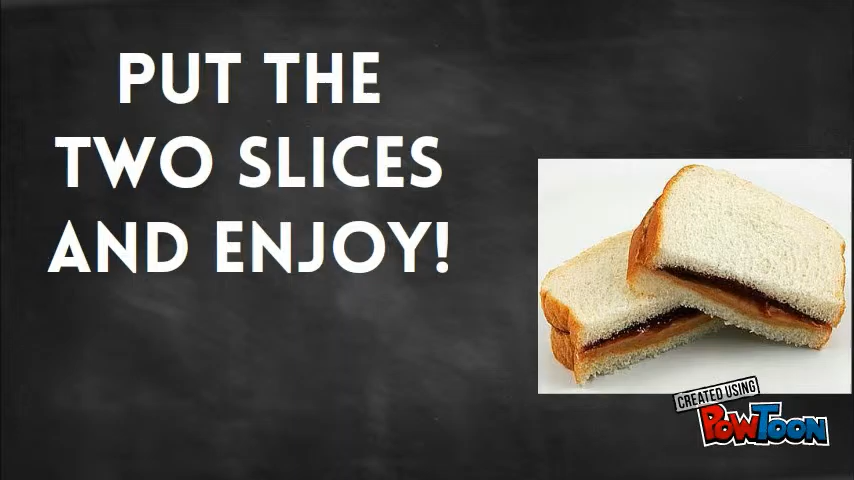 PUT THE
TWO SLICES
AND ENJOY!
CREATED USING
POWTOON